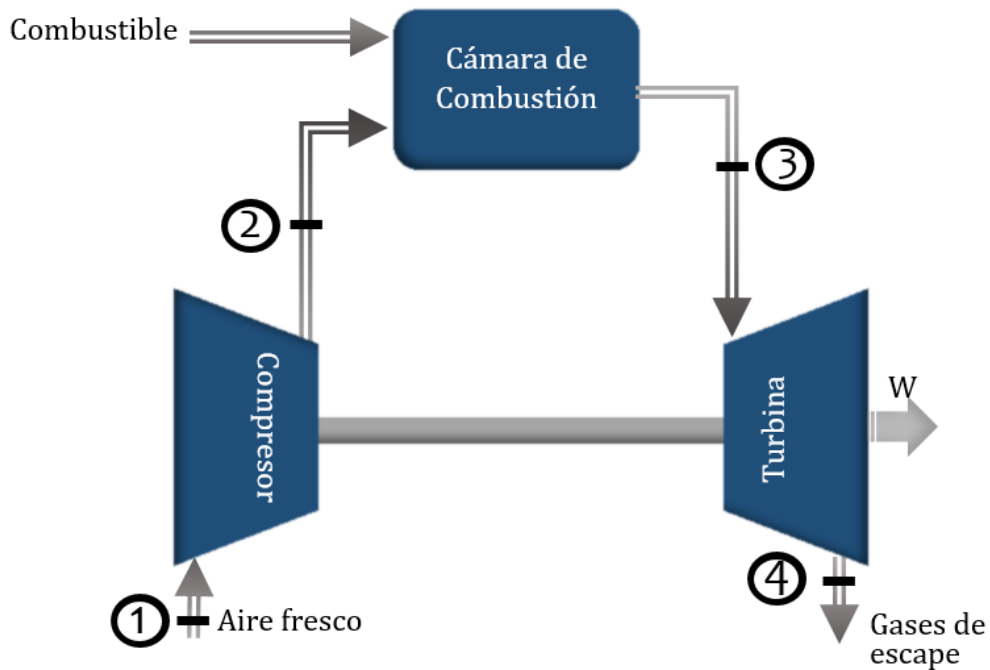 Combustible
Cámara de
Combustión
3
2
Compresor
Turbina
W
4
1
Aire fresco
Gases de
escape